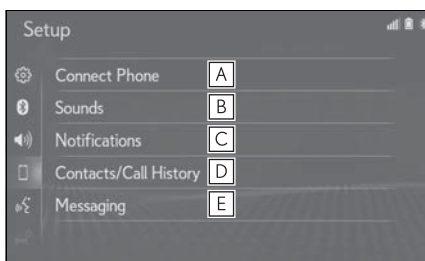 Setup
Connect Phone A
Sounds B
Notifications C
Contacts/Call History D
Messaging E